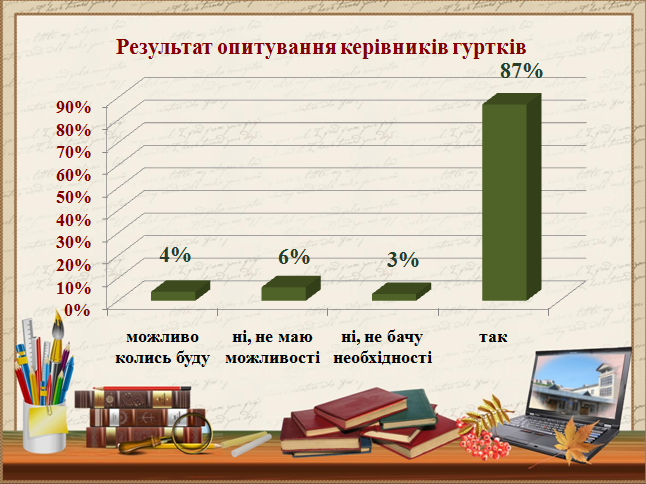 Результат опитування керівників гуртків
87%
90%
80%
70%
60%
50%
40%
30%
20%
10%
0%
4%
6%
3%
можливо
колись буду
ні, не маю
можливості
ні, не бачу
необхідності
так